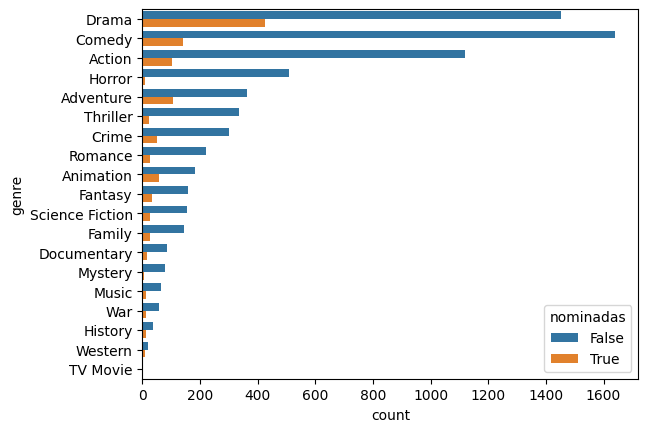 Drama
Comedy
Action
Horror
Adventure
Thriller
Crime
Romance
Animation
Fantasy
Science Fiction
Family
Documentary
Mystery
Music
War
History
Western
TV Movie
genre
0 200 400 600 800 1000 1200 1400 1600
count
nominadas
False
True